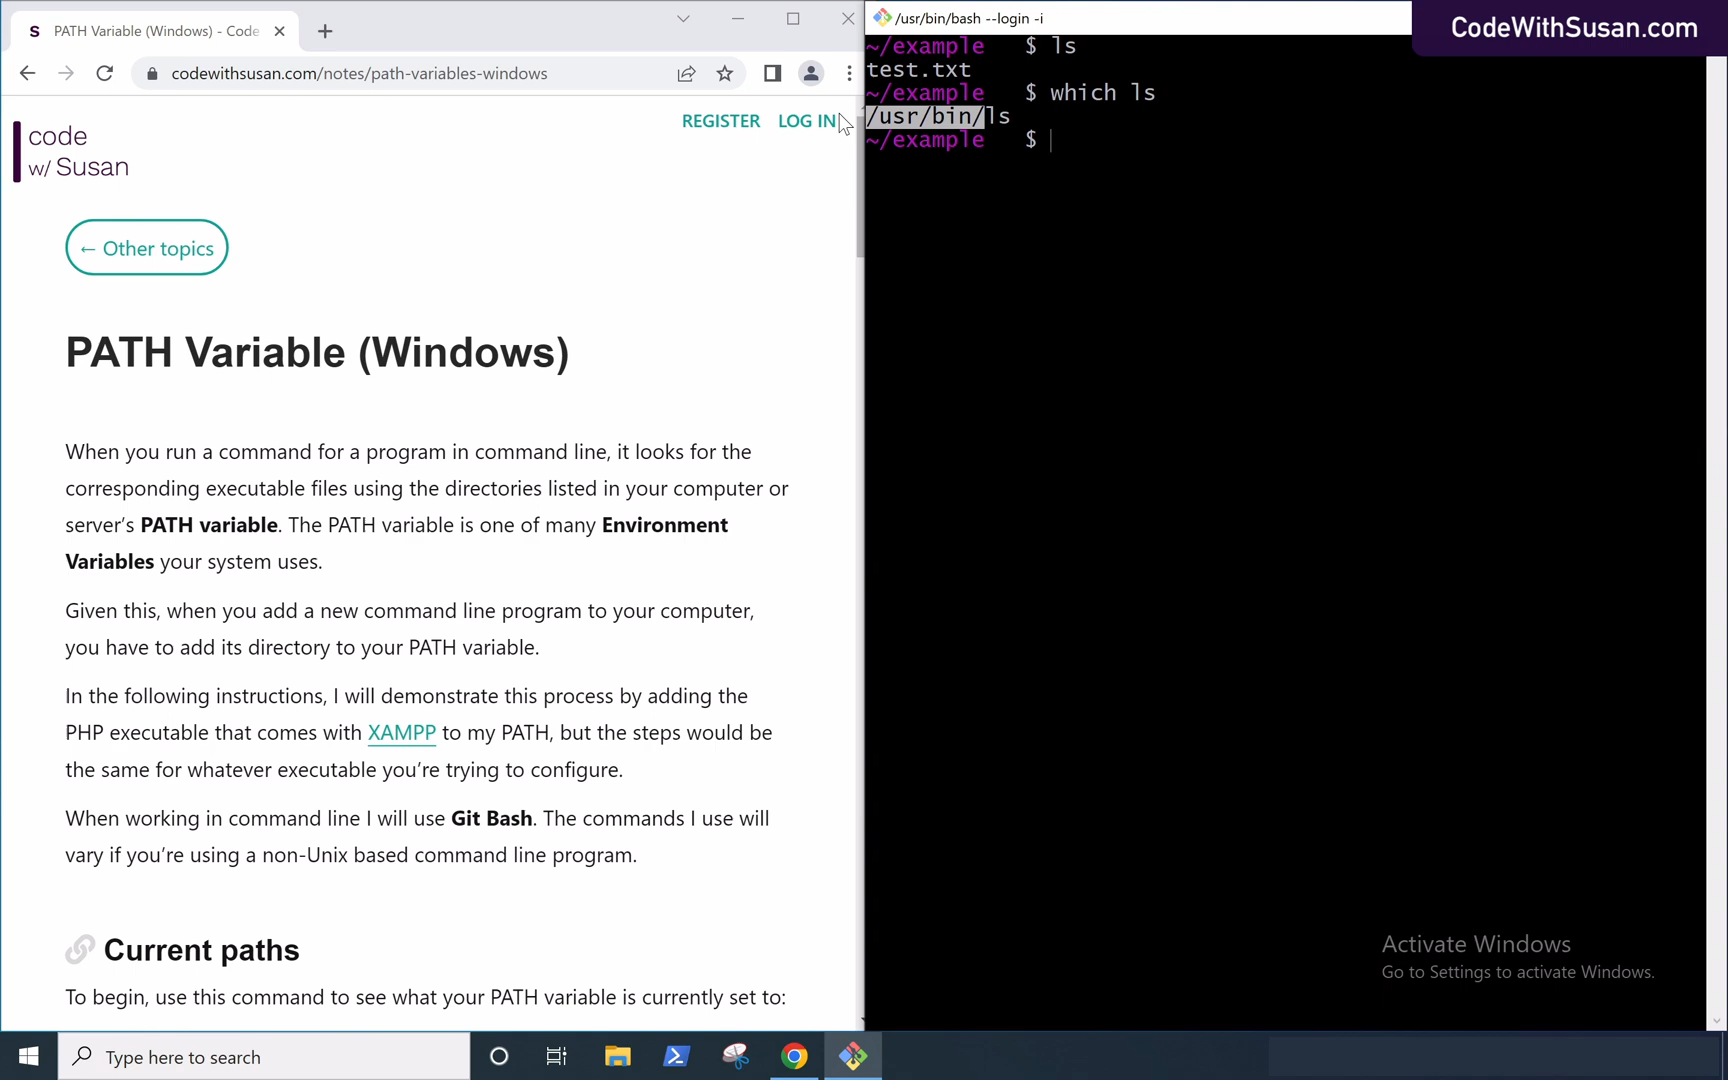 PATH Variable (Windows) - Code
codewithsusan.com/notes/path-variables-windows
REGISTER LOG IN
code
w/ Susan
← Other topics
PATH Variable (Windows)
When you run a command for a program in command line, it looks for the
corresponding executable files using the directories listed in your computer or
server’s PATH variable. The PATH variable is one of many Environment
Variables your system uses.
Given this, when you add a new command line program to your computer,
you have to add its directory to your PATH variable.
In the following instructions, I will demonstrate this process by adding the
PHP executable that comes with XAMPP to my PATH, but the steps would be
the same for whatever executable you’re trying to configure.
When working in command line I will use Git Bash. The commands I use will
vary if you’re using a non-Unix based command line program.
Current paths
To begin, use this command to see what your PATH variable is currently set to:
/usr/bin/bash --login -i
CodeWithSusan.com
~/example $ ls
test.txt
~/example $ which ls
/usr/bin/ls
~/example $
Activate Windows
Go to Settings to activate Windows.
Type here to search